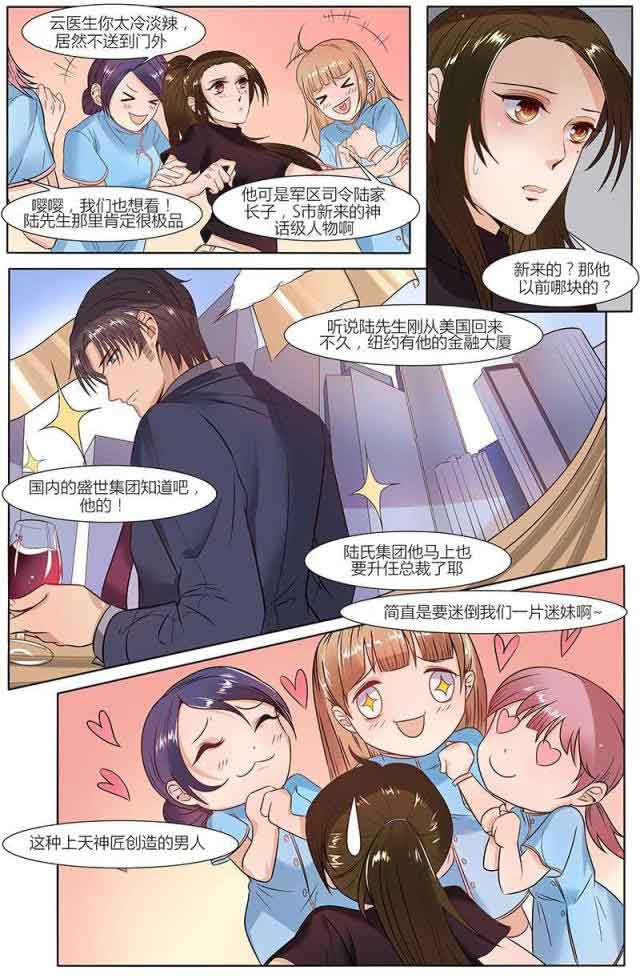 云医生你太冷淡辣，
居然不送到门外
嘤嘤，我们也想看！
陆先生那里肯定很极品
他可是军区司令陆家
长子，S市新来的神
话级人物啊
新来的？那他
以前哪块的？
听说陆先生刚从美国回来
不久，纽约有他的金融大厦
国内的盛世集团知道吧，
他的！
陆氏集团他马上也
要升任总裁了耶
简直是要迷倒我们一片迷妹啊~
这种上天神匠创造的男人